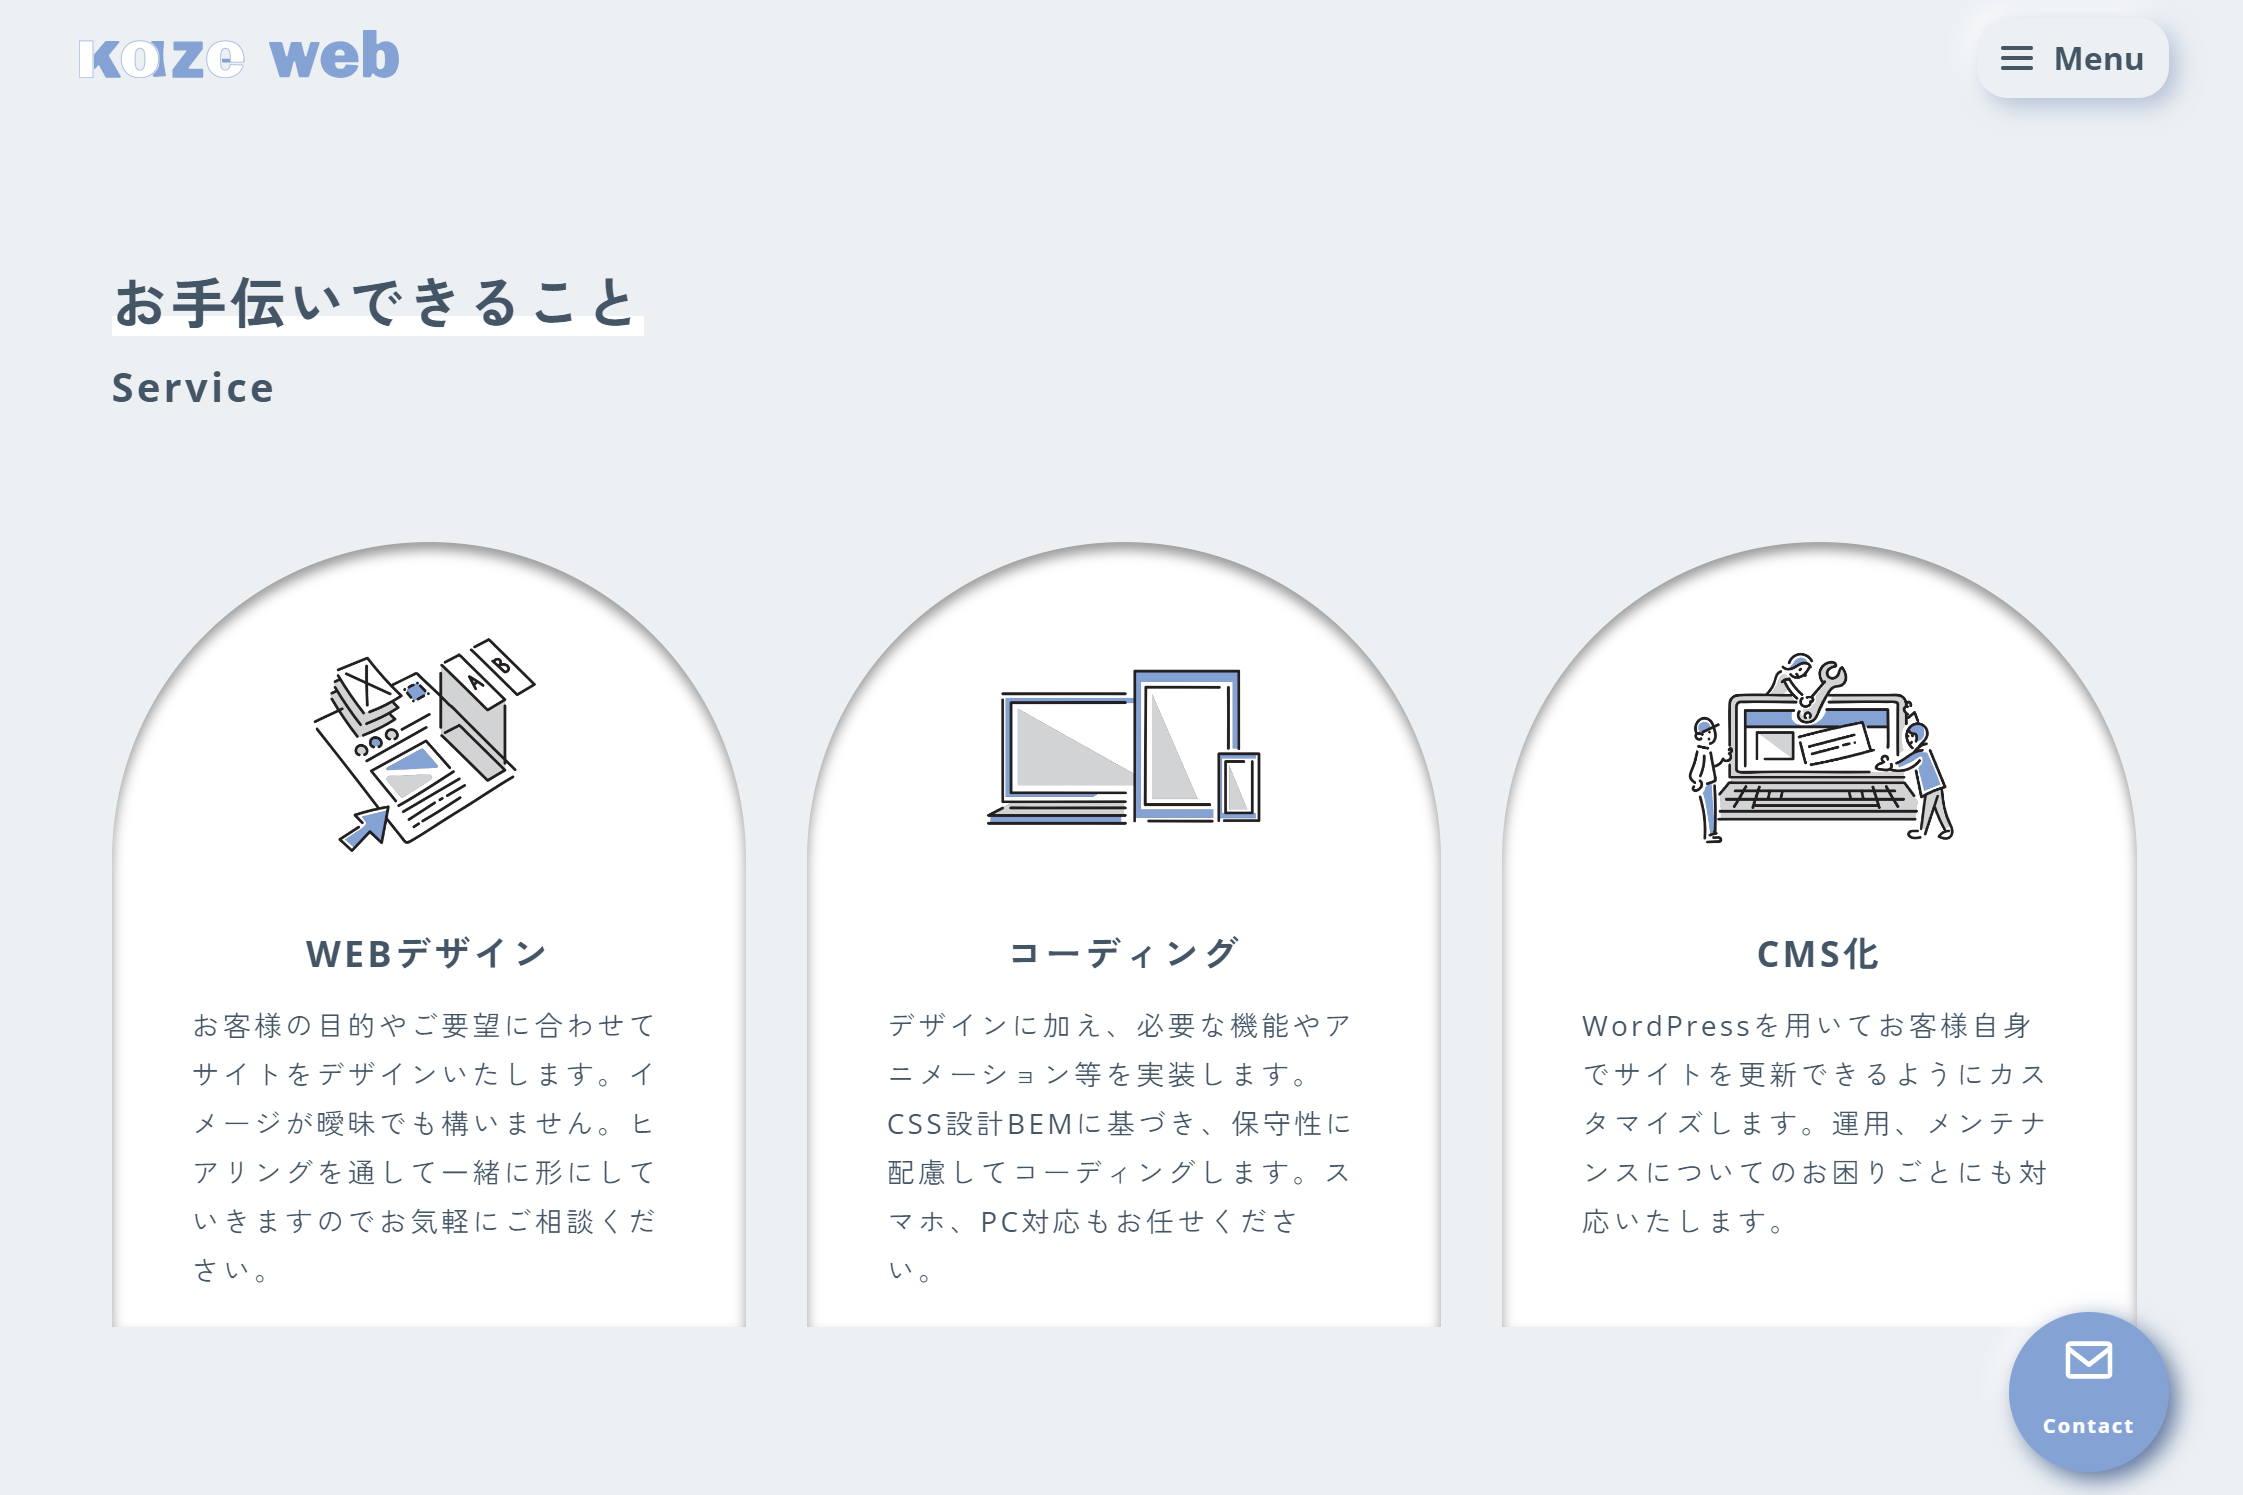 kaze web
Menu
お手伝いできること
Service
A
B
WEBデザイン
お客様の目的やご要望に合わせて
サイトをデザインいたします。イ
メージが曖昧でも構いません。ヒ
アリングを通して一緒に形にして
いきますのでお気軽にご相談くだ
さい。
コーディング
デザインに加え、必要な機能やア
ニメーション等を実装します。
CSS設計BEMに基づき、保守性に
配慮してコーディングします。ス
マホ、PC対応もお任せくださ
い。
CMS化
WordPressを用いてお客様自身
でサイトを更新できるようにカス
タマイズします。運用、メンテナ
ンスについてのお困りごとにも対
応いたします。
Contact